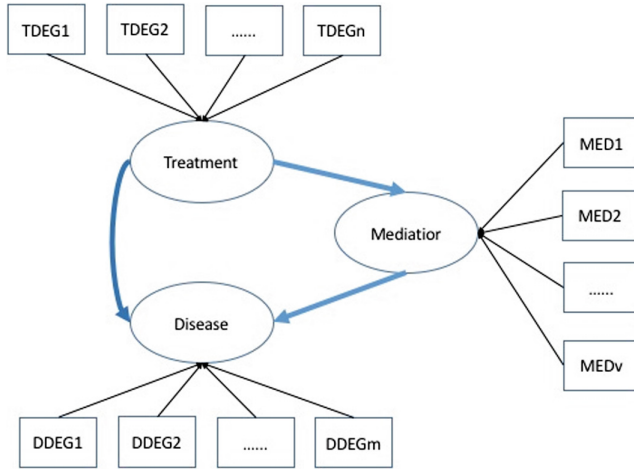 TDEG1 TDEG2 ...... TDEGn
Treatment
MED1
MED2
Mediatior
......
Disease
MEDv
DDEG1 DDEG2 ...... DDEGm